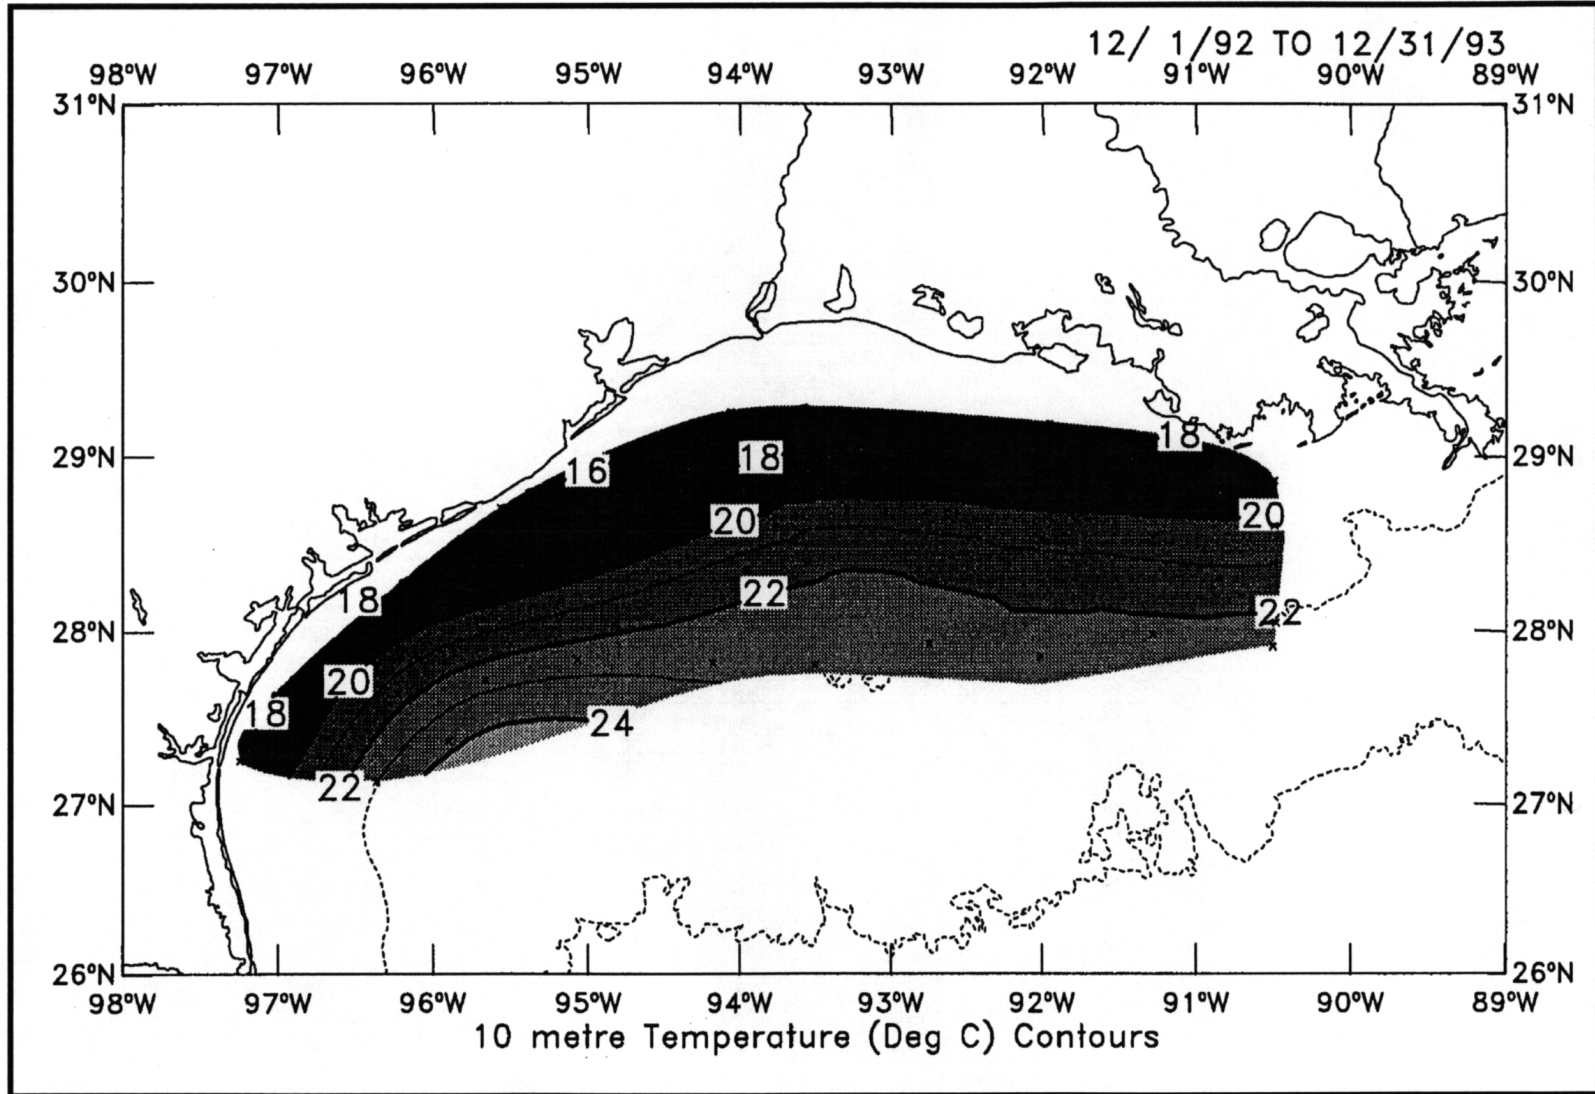 12/ 1/92 TO 12/31/93
98°W 97°W 96°W 95°W 94°W 93°W 92°W 91°W 90°W 89°W
31°N 31°N
30°N 30°N
18
29°N 16 18 29°N
20 20
18 22 22
28°N 28°N
20
18 24
22
27°N 27°N
26°N 26°N
98°W 97°W 96°W 95°W 94°W 93°W 92°W 91°W 90°W 89°W
10 metre Temperature (Deg C) Contours